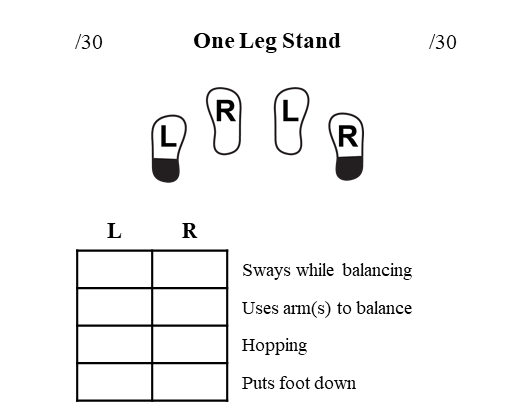 /30 One Leg Stand /30
L R L R
L R
Sways while balancing
Uses arm(s) to balance
Hopping
Puts foot down